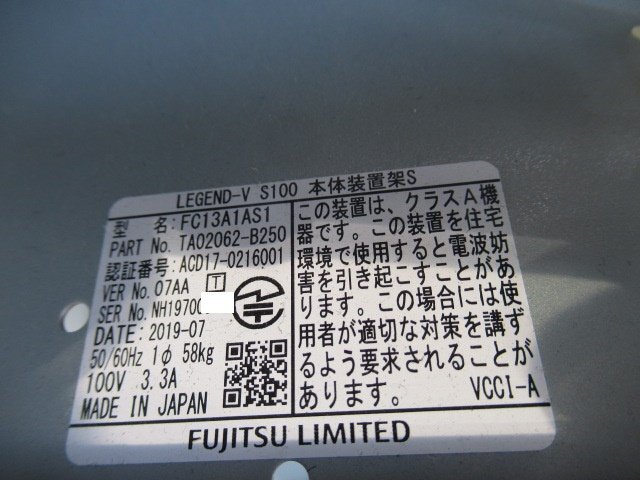 LEGEND-V S100 本体装置架S
型 名:FC13A1AS1
PART No. TA02062-B250
認証番号:ACD17-0216001
VER No. 07AA T
SER No. NH1970
DATE: 2019-07
50/60Hz 1φ 58kg
100V 3.3A
MADE IN JAPAN
この装置は、クラスA機
器です。この装置を住宅
環境で使用すると電波妨
害を引き起こすことがあ
ります。この場合には使
用者が適切な対策を講ず
るよう要求されることが
あります。
VCCI-A
FUJITSU LIMITED